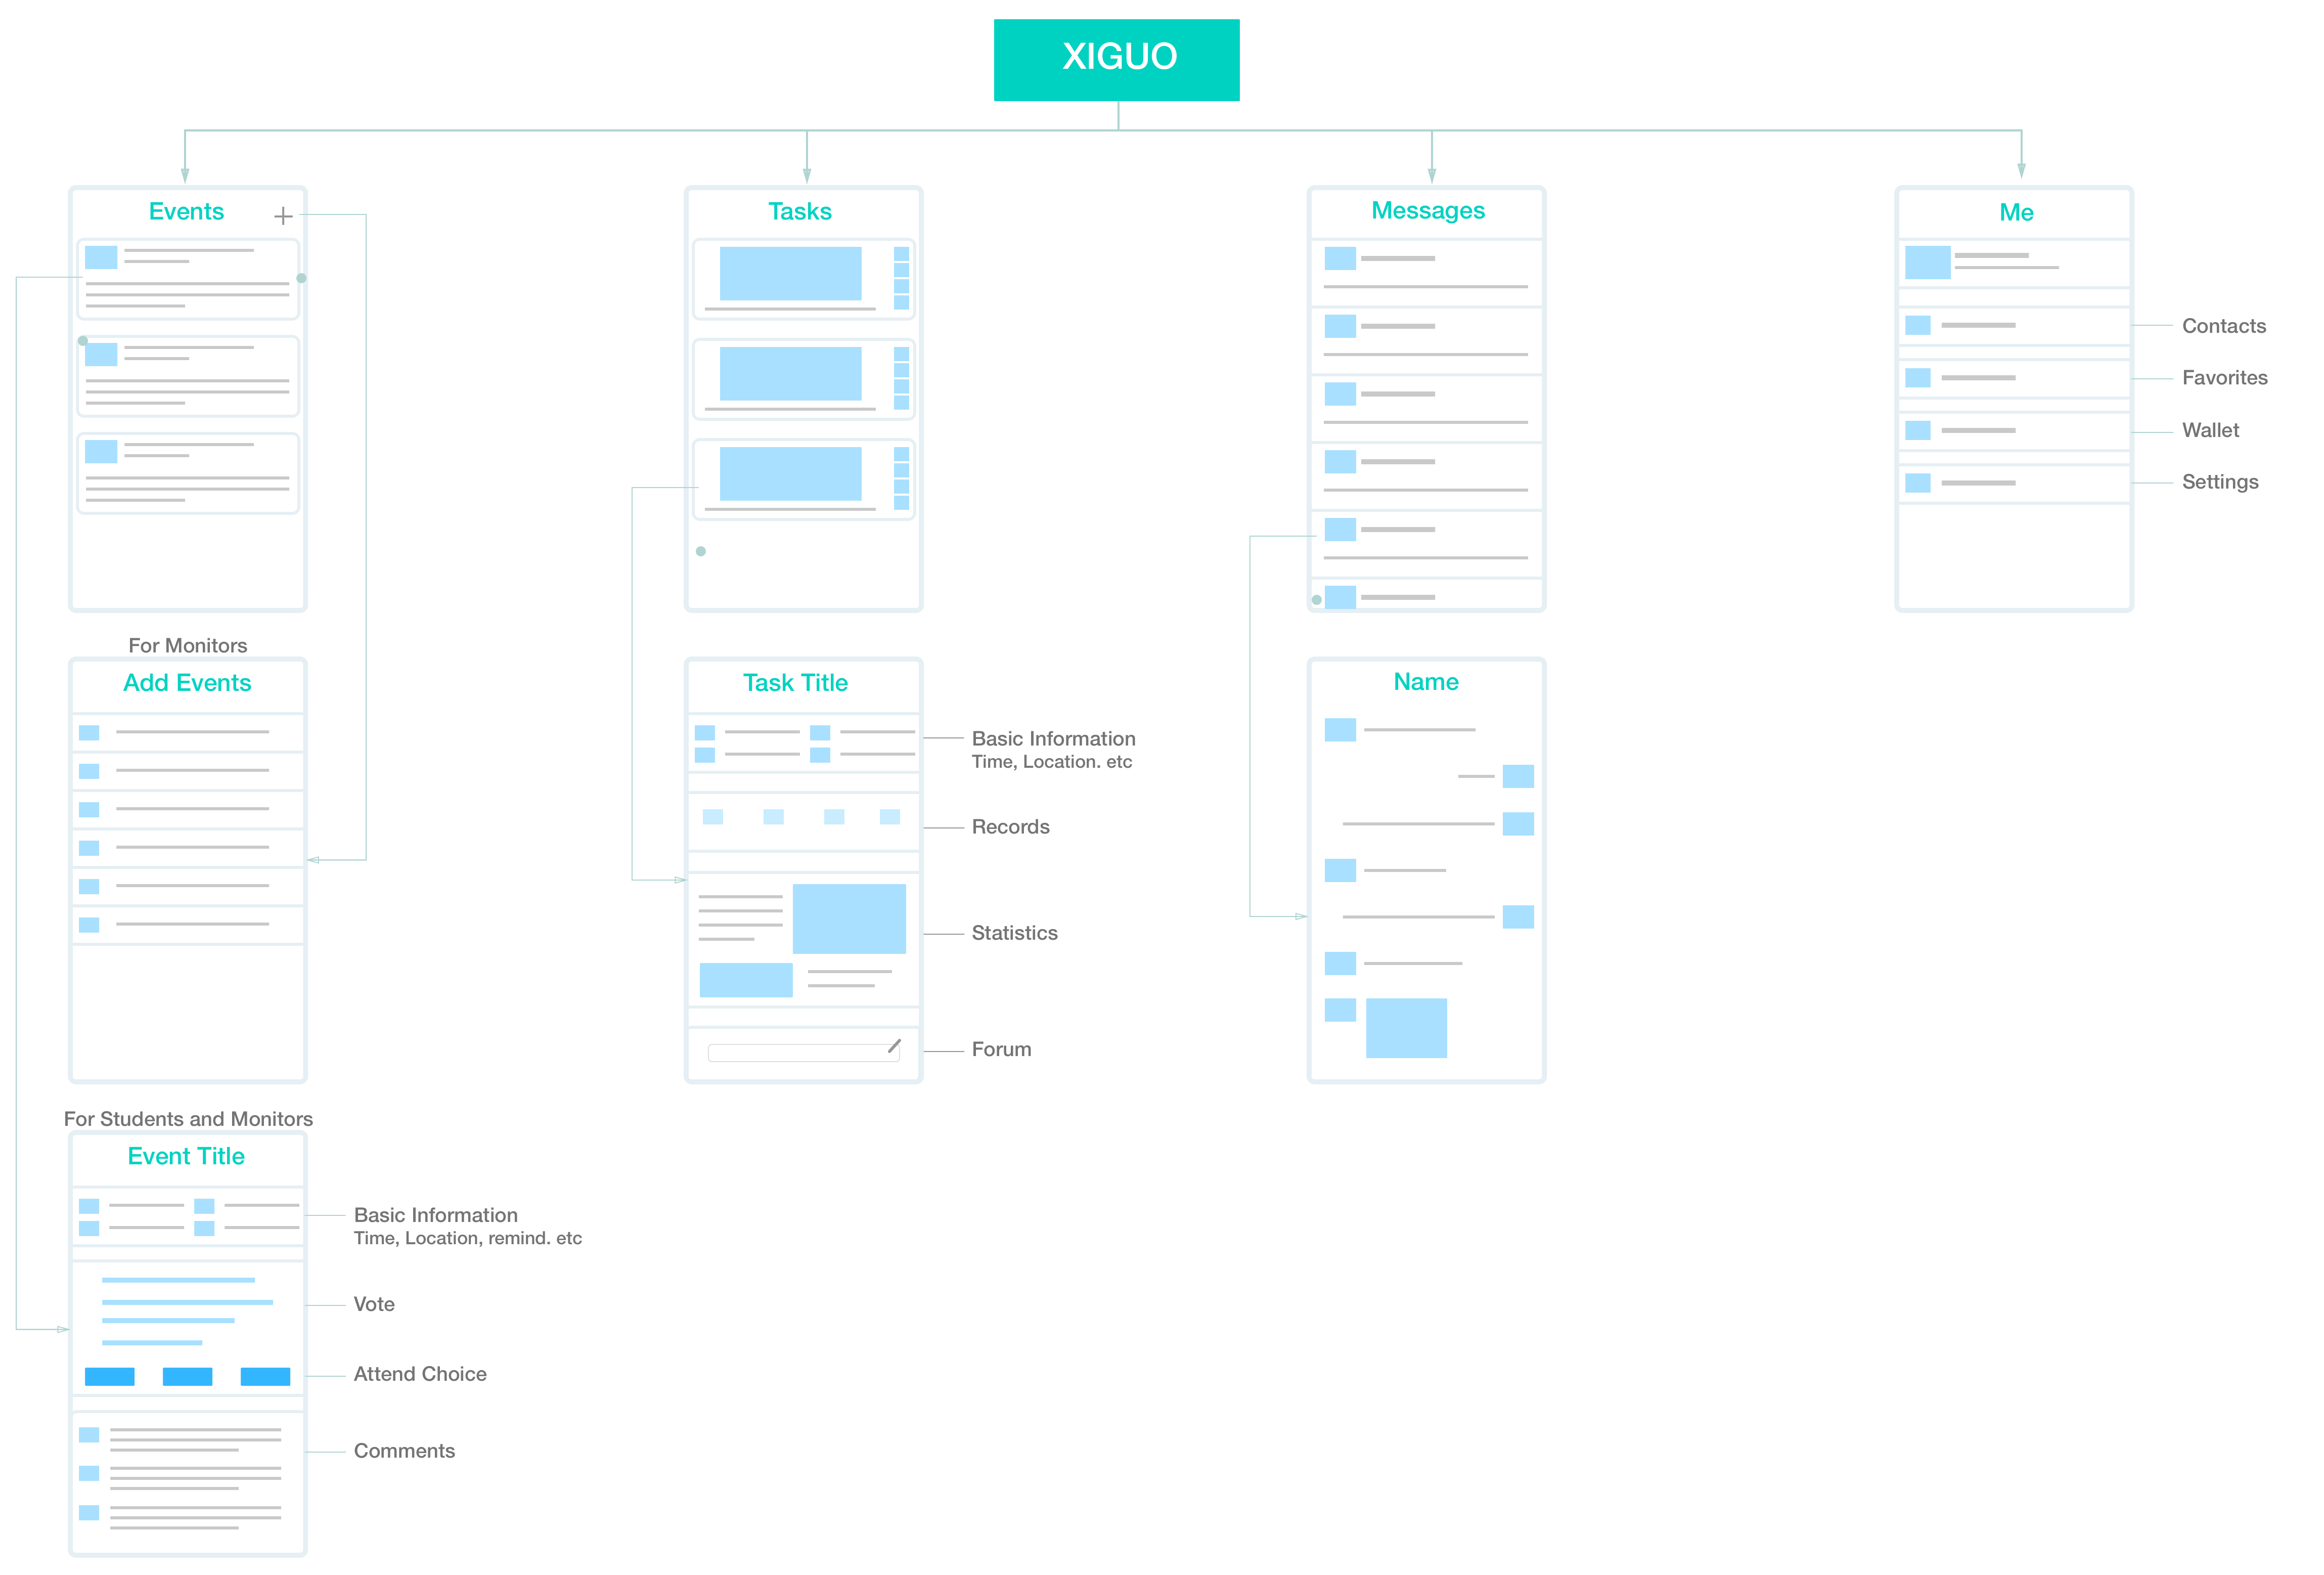 XIGUO
Events
Tasks
Messages
Me
Contacts
Favorites
Wallet
Settings
For Monitors
Add Events
Task Title
Basic Information
Time, Location. etc
Records
Statistics
Forum
Name
For Students and Monitors
Event Title
Basic Information
Time, Location, remind. etc
Vote
Attend Choice
Comments